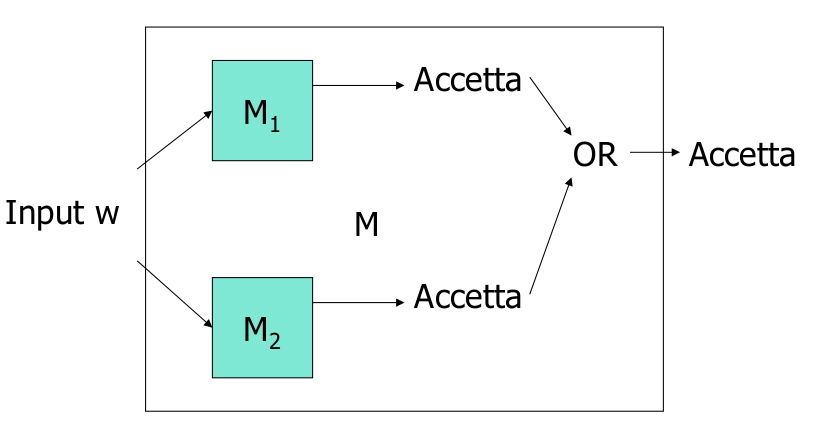 Accetta
M₁
OR
Accetta
Input w
M
Accetta
M₂